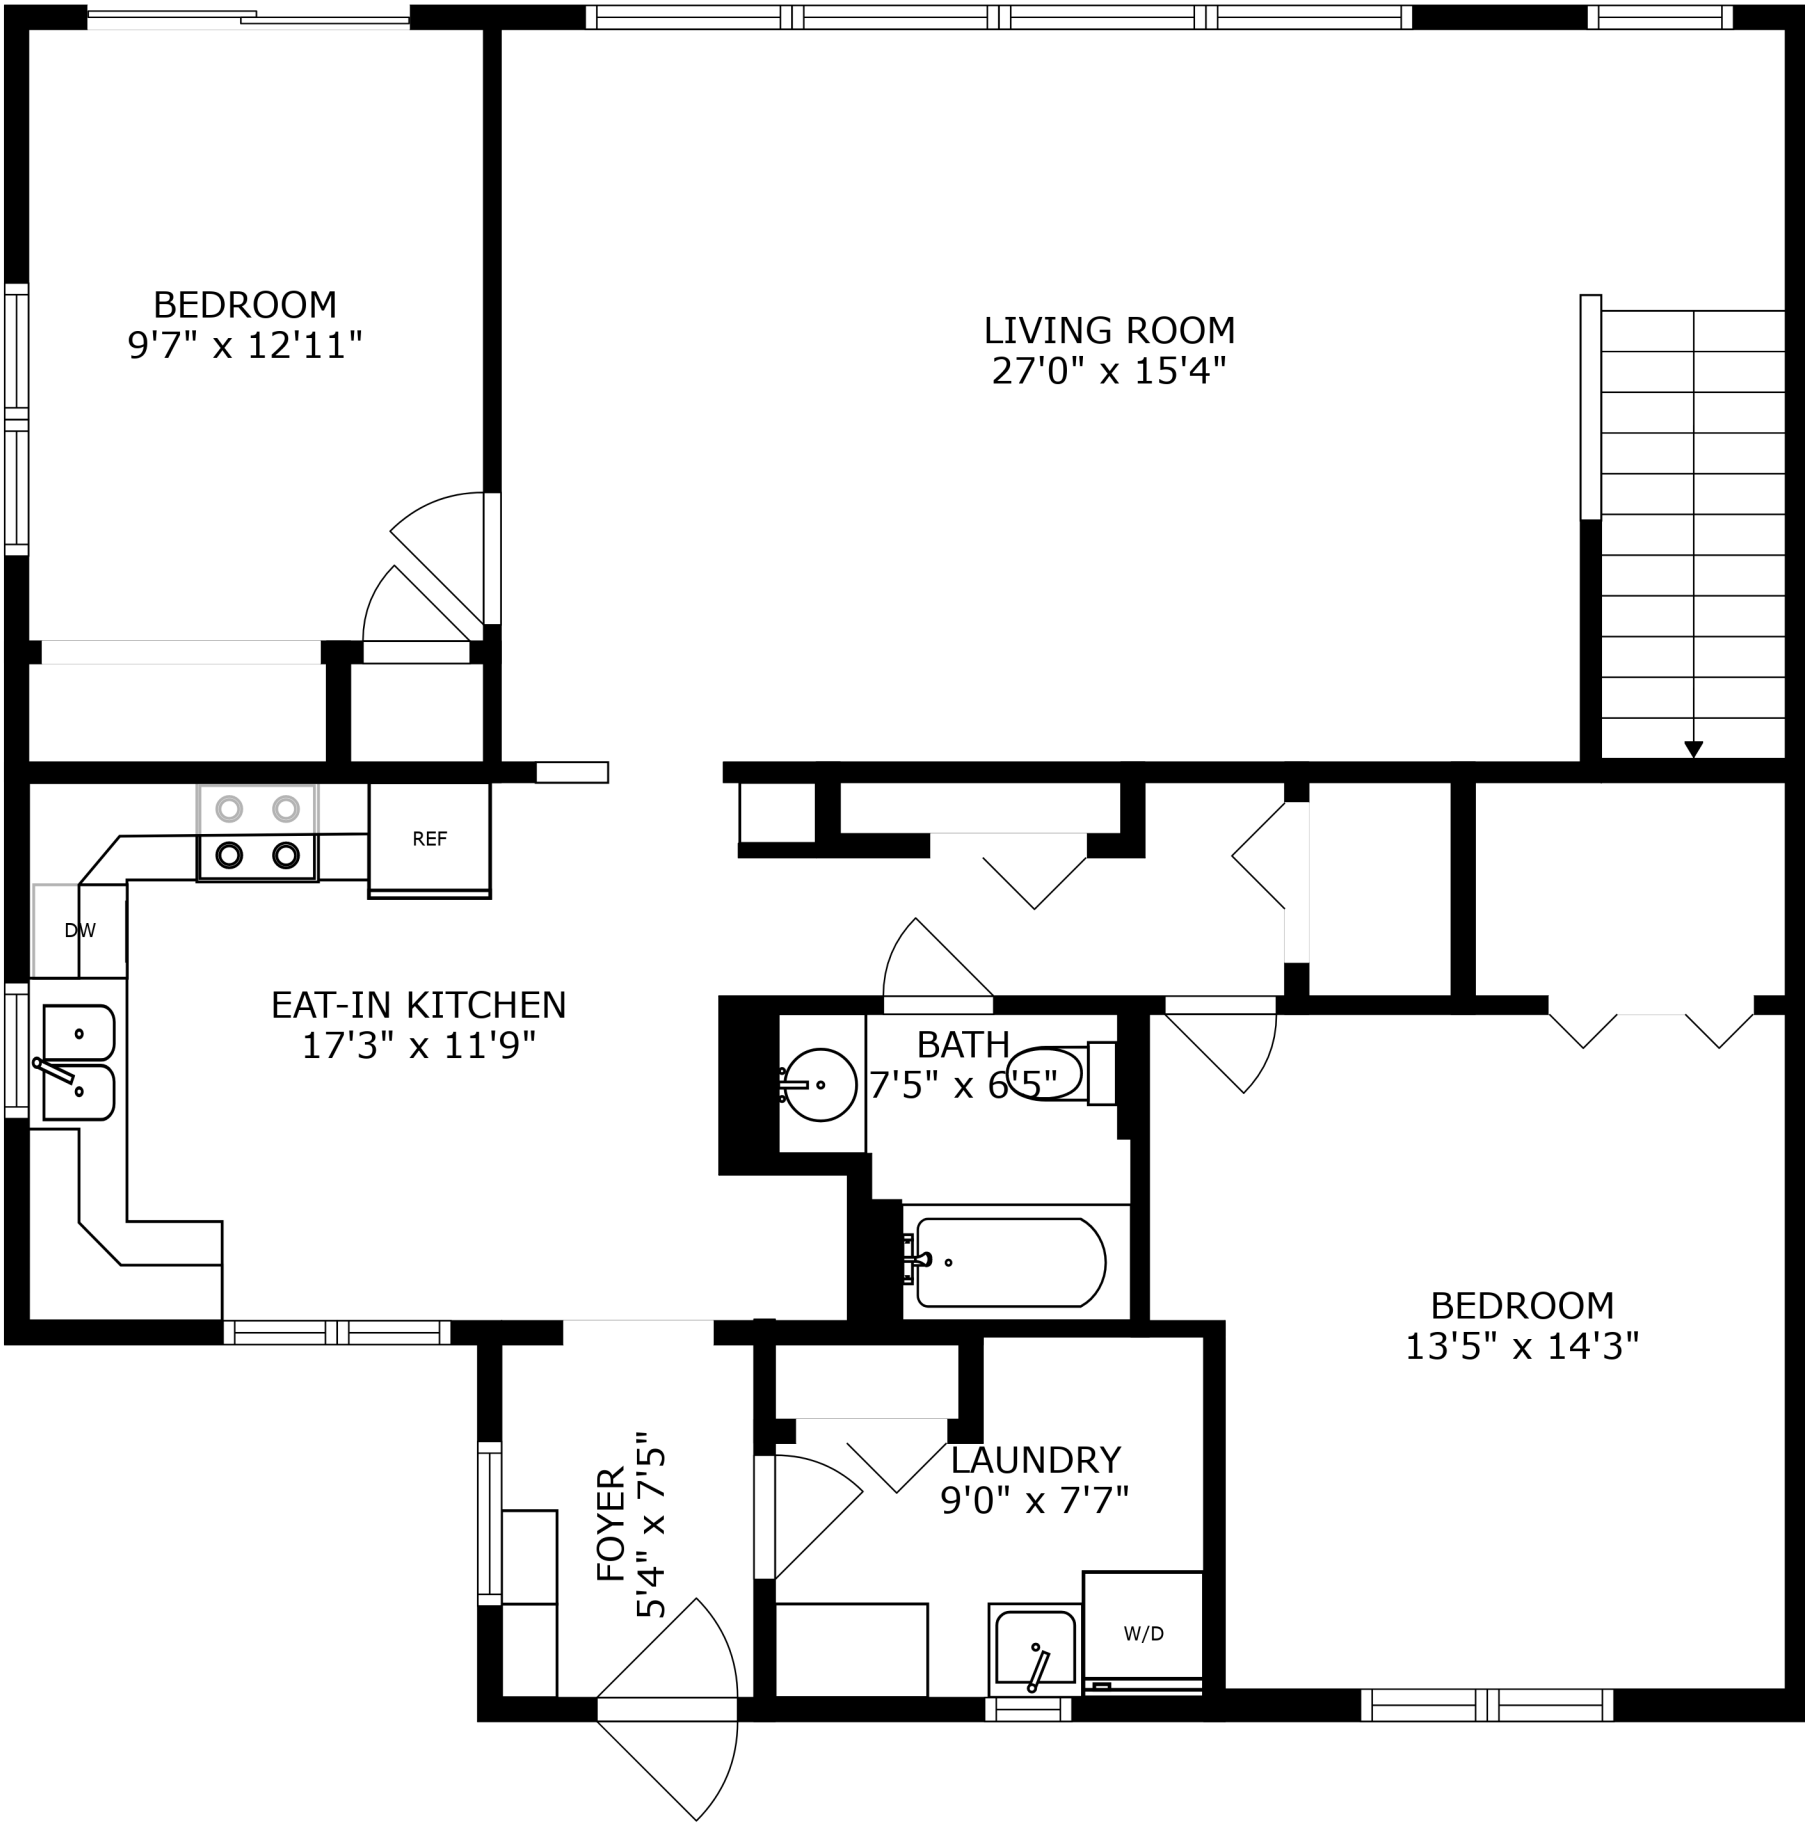 BEDROOM
9'7" x 12'11"
LIVING ROOM
27'0" x 15'4"
REF
DW
EAT-IN KITCHEN
17'3" x 11'9"
BATH
7'5" x 6'5"
BEDROOM
13'5" x 14'3"
FOYER
5'4" x 7'5"
LAUNDRY
9'0" x 7'7"
W/D